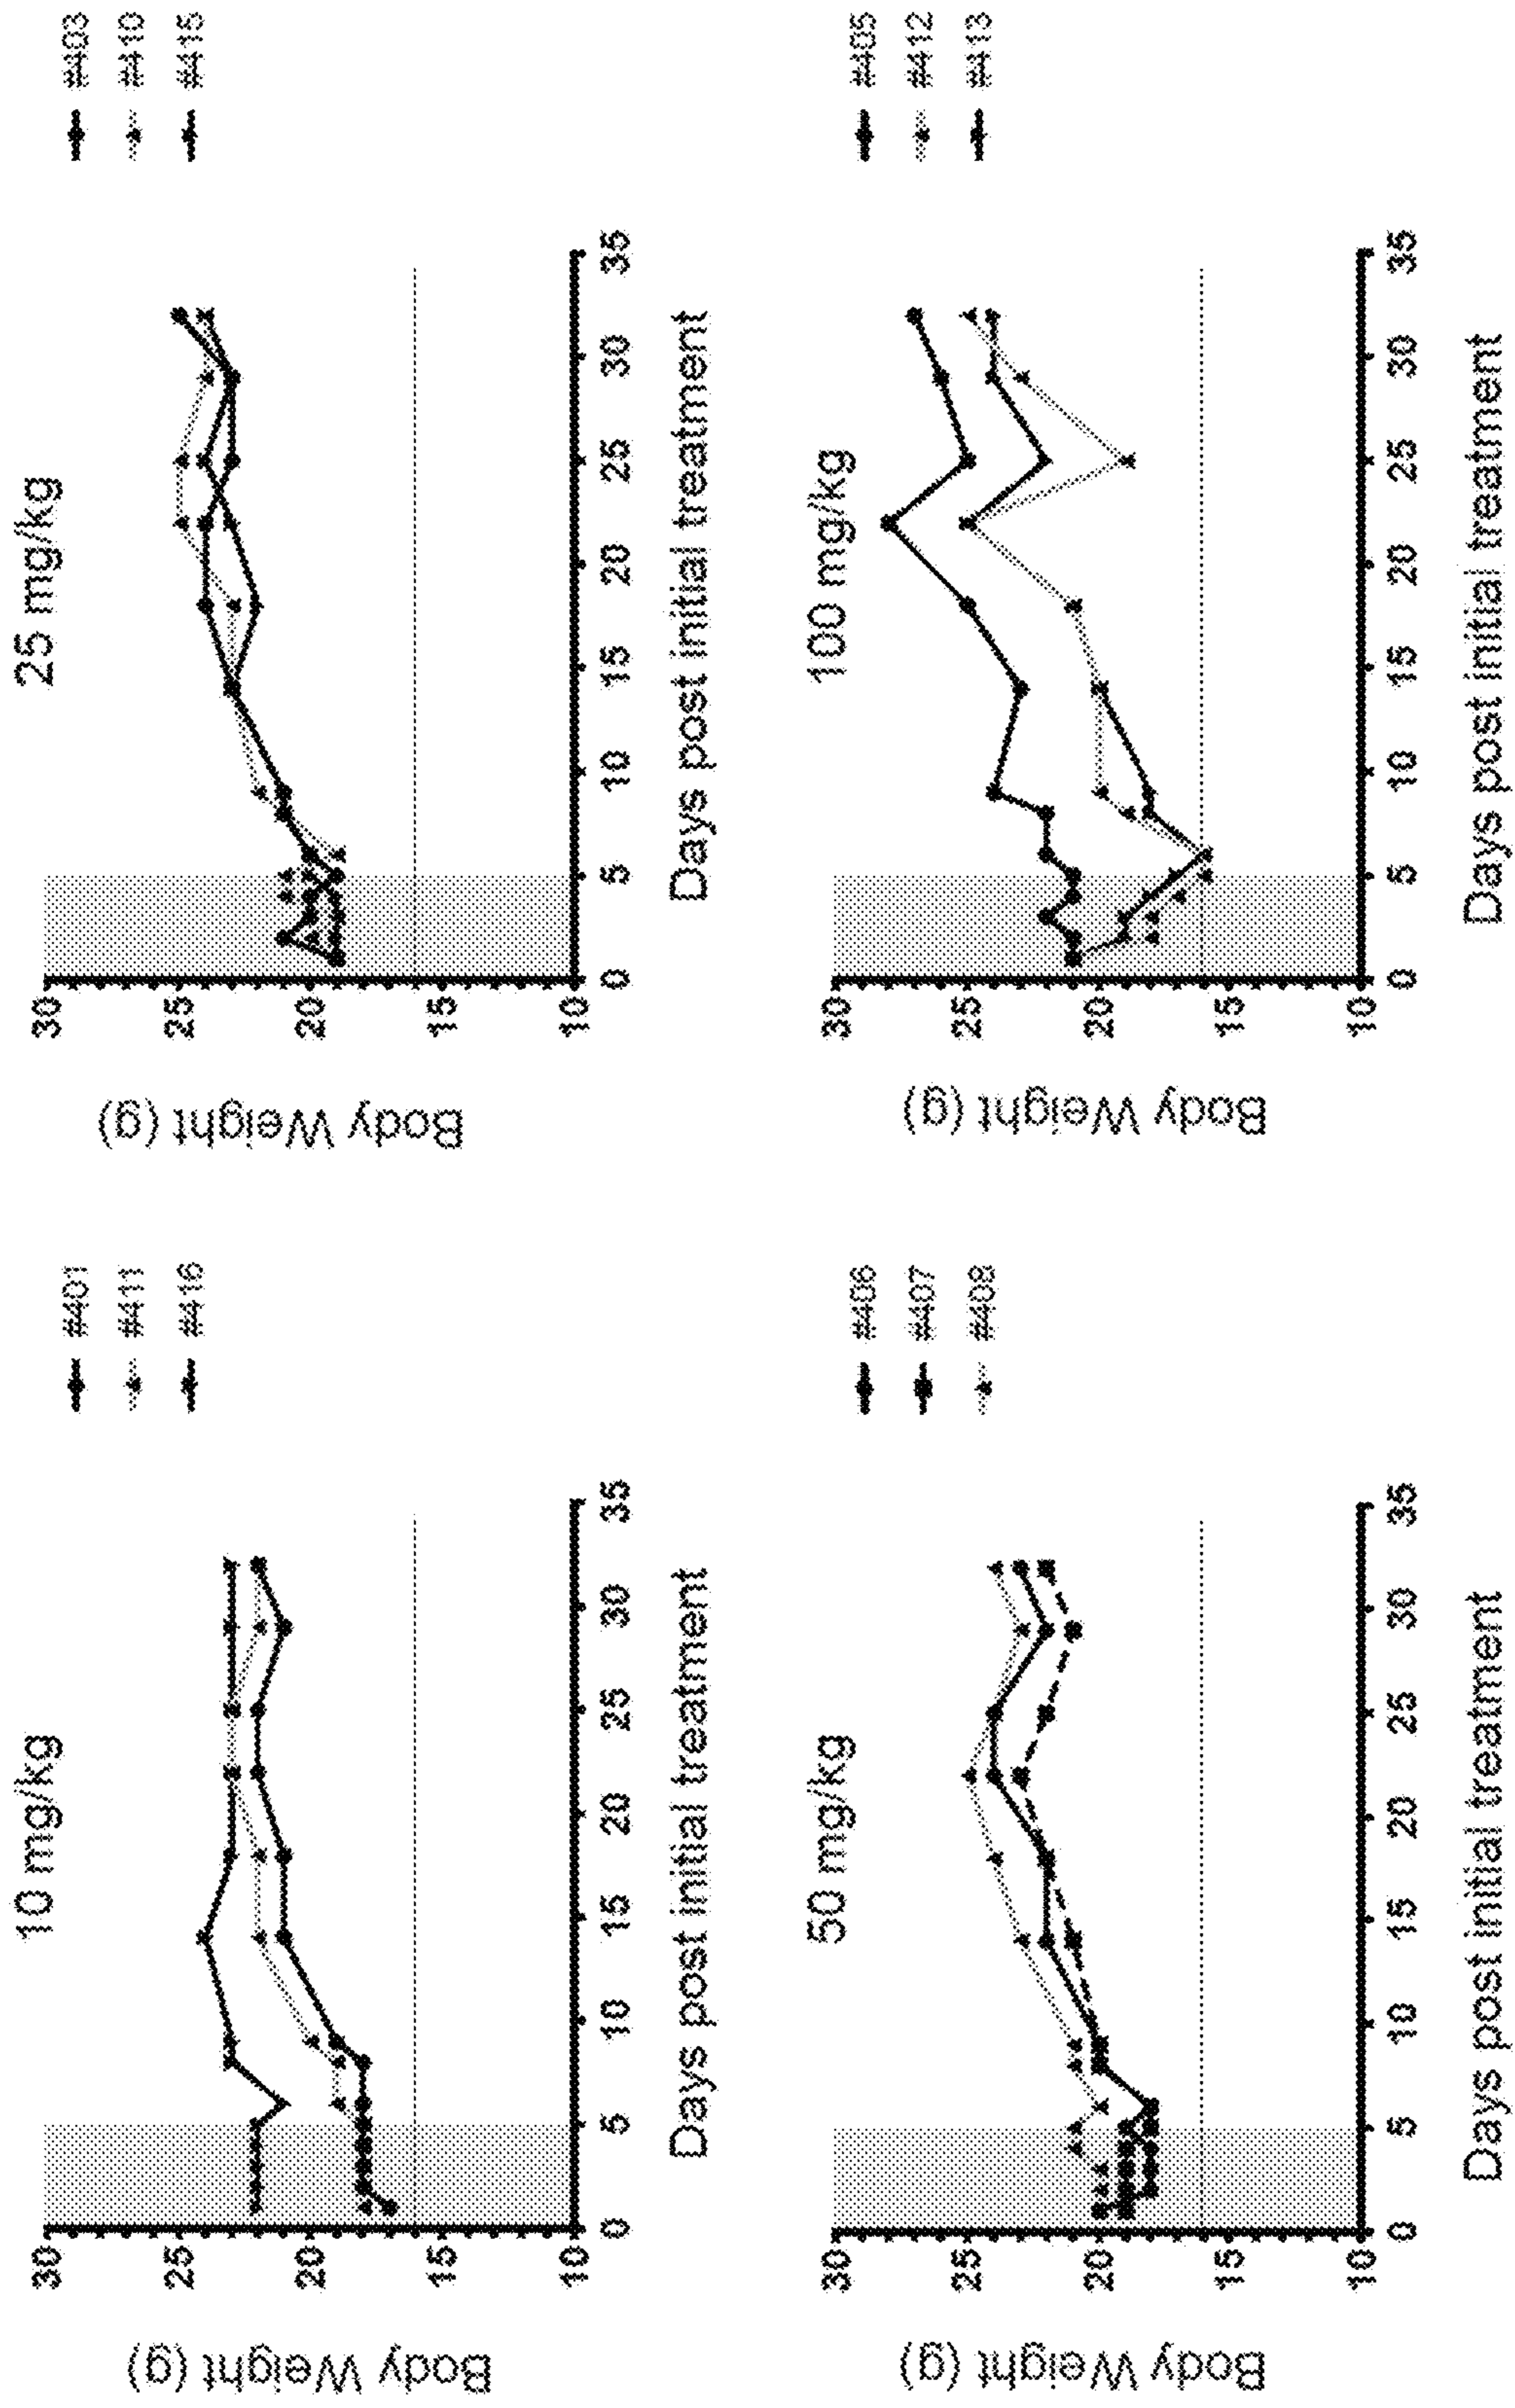 10 mg/kg
Body Weight (g)
30
25
20
15
10
0 5 10 15 20 25 30 35
Days post initial treatment
#401
#411
#416
25 mg/kg
Body Weight (g)
30
25
20
15
10
0 5 10 15 20 25 30 35
Days post initial treatment
#403
#410
#415
50 mg/kg
Body Weight (g)
30
25
20
15
10
0 5 10 15 20 25 30 35
Days post initial treatment
#406
#407
#408
100 mg/kg
Body Weight (g)
30
25
20
15
10
0 5 10 15 20 25 30 35
Days post initial treatment
#405
#412
#413